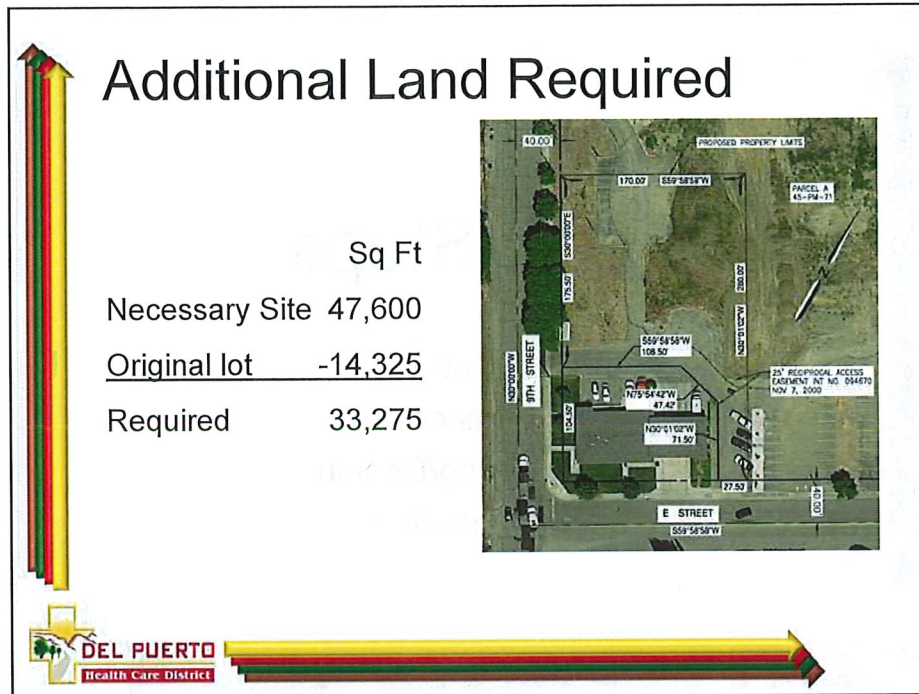 Additional Land Required
Sq Ft
Necessary Site 47,600
Original lot -14,325
Required 33,275
40.00'
PROPOSED PROPERTY LIMITS
170.00' S59°58'58"W
PARCEL A
45-PM-71
S30°00'00"E
175.50'
N30°01'02"W
280.00'
N
S59°58'58"W
108.50'
N30°00'00"W
9TH STREET
25' RECIPROCAL ACCESS
EASEMENT INT NO. 094670
NOV 7, 2000
N75°54'42"W
47.42'
104.50'
N30°01'02"W
71.50'
27.50'
40.00'
E STREET
S59°58'58"W
DEL PUERTO
Health Care District